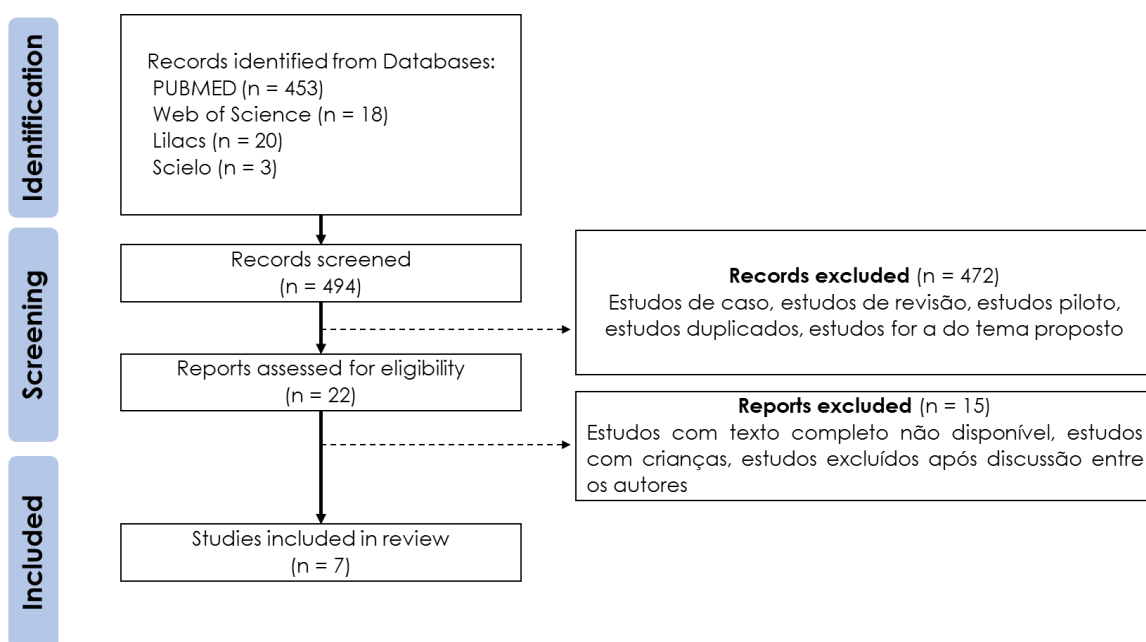 Identification
Records identified from Databases:
PUBMED (n = 453)
Web of Science (n = 18)
Lilacs (n = 20)
Scielo (n = 3)
Screening
Records screened
(n = 494)
Records excluded (n = 472)
Estudos de caso, estudos de revisão, estudos piloto,
estudos duplicados, estudos for a do tema proposto
Reports assessed for eligibility
(n = 22)
Reports excluded (n = 15)
Estudos com texto completo não disponível, estudos
com crianças, estudos excluídos após discussão entre
os autores
Included
Studies included in review
(n = 7)